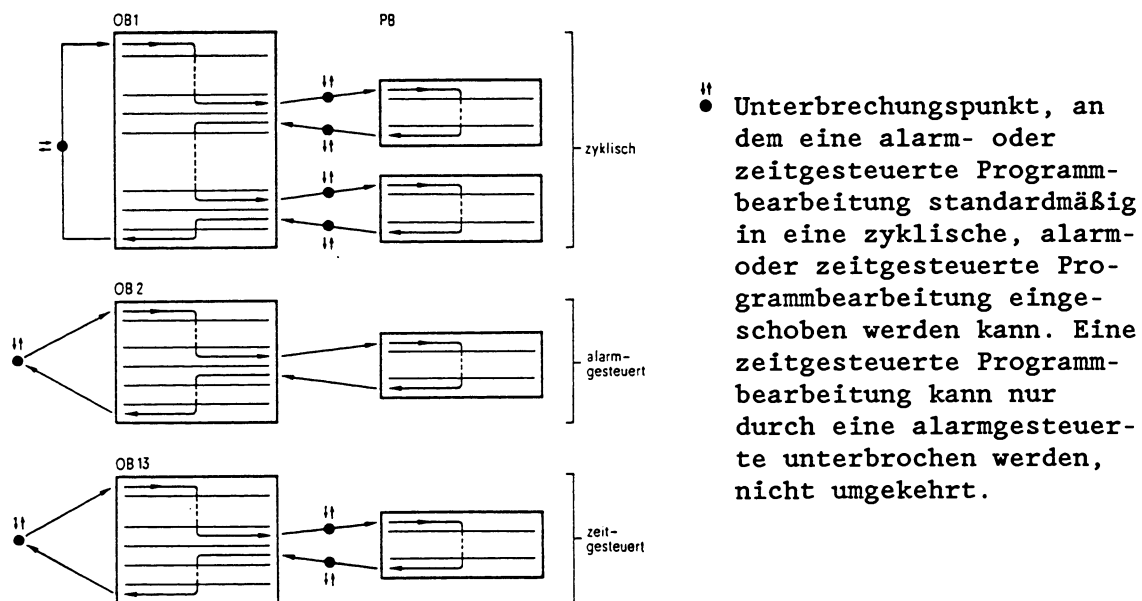 OB1
PB
zyklisch
OB 2
alarm-
gesteuert
OB 13
zeit-
gesteuert
Unterbrechungspunkt, an
dem eine alarm- oder
zeitgesteuerte Programm-
bearbeitung standardmäßig
in eine zyklische, alarm-
oder zeitgesteuerte Pro-
grammbearbeitung einge-
schoben werden kann. Eine
zeitgesteuerte Programm-
bearbeitung kann nur
durch eine alarmgesteuer-
te unterbrochen werden,
nicht umgekehrt.